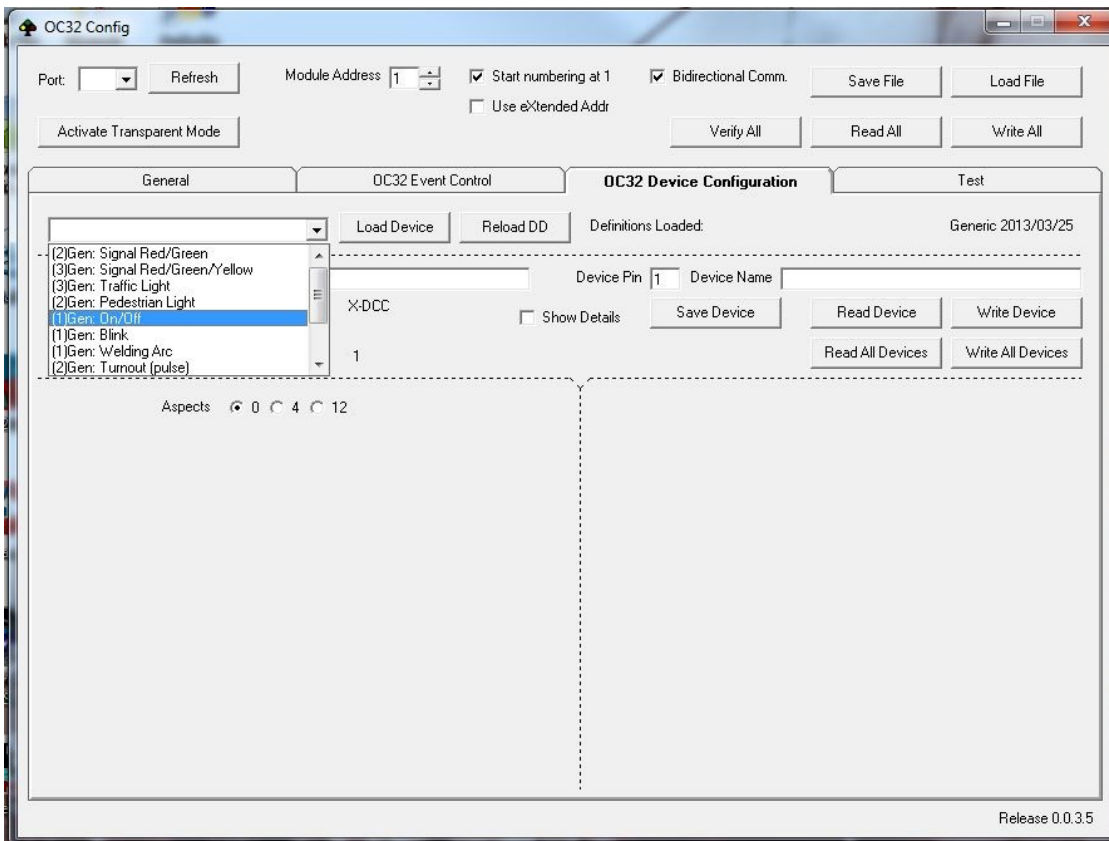 OC32 Config
Port: Refresh Module Address 1 Start numbering at 1 Bidirectional Comm. Save File Load File
Use eXtended Addr
Activate Transparent Mode Verify All Read All Write All
General OC32 Event Control OC32 Device Configuration Test
Load Device Reload DD Definitions Loaded: Generic 2013/03/25
(2)Gen: Signal Red/Green
(3)Gen: Signal Red/Green/Yellow
(3)Gen: Traffic Light
(2)Gen: Pedestrian Light
(1)Gen: On/Off
(1)Gen: Blink
(1)Gen: Welding Arc
(2)Gen: Turnout (pulse)
Device Pin 1 Device Name
X-DCC Show Details Save Device Read Device Write Device
1 Read All Devices Write All Devices
Aspects 0 4 12
Release 0.0.3.5